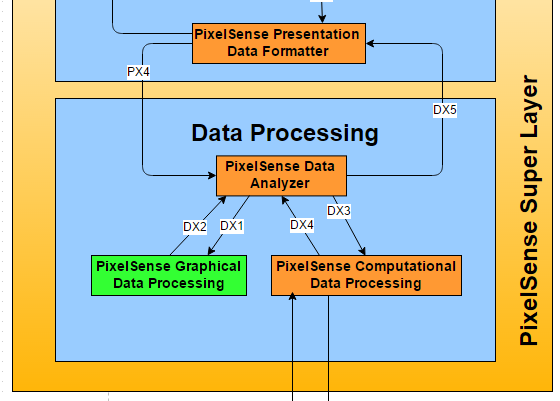 PixelSense Presentation
Data Formatter
PX4
DX5
Data Processing
PixelSense Data
Analyzer
DX2
DX1
DX4
DX3
PixelSense Graphical
Data Processing
PixelSense Computational
Data Processing
PixelSense Super Layer